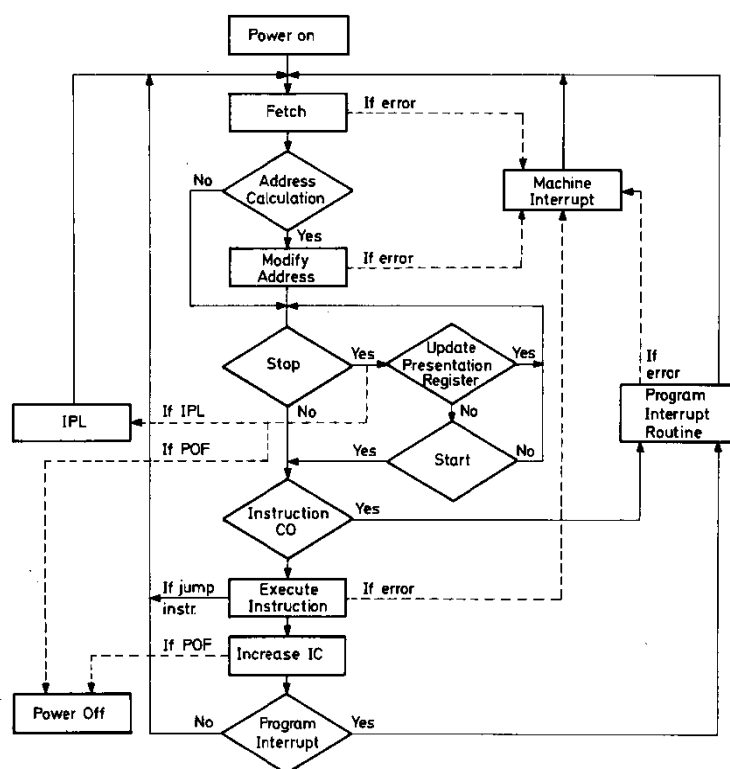 Power on
Fetch
If error
No
Address
Calculation
Machine
Interrupt
Yes
Modify
Address
If error
Stop
Yes
Update
Presentation
Register
Yes
If
error
IPL
If IPL
No
No
Program
Interrupt
Routine
If POF
Yes
Start
No
Instruction
CO
Yes
If jump
instr.
Execute
Instruction
If error
If POF
Increase IC
Power Off
No
Program
Interrupt
Yes